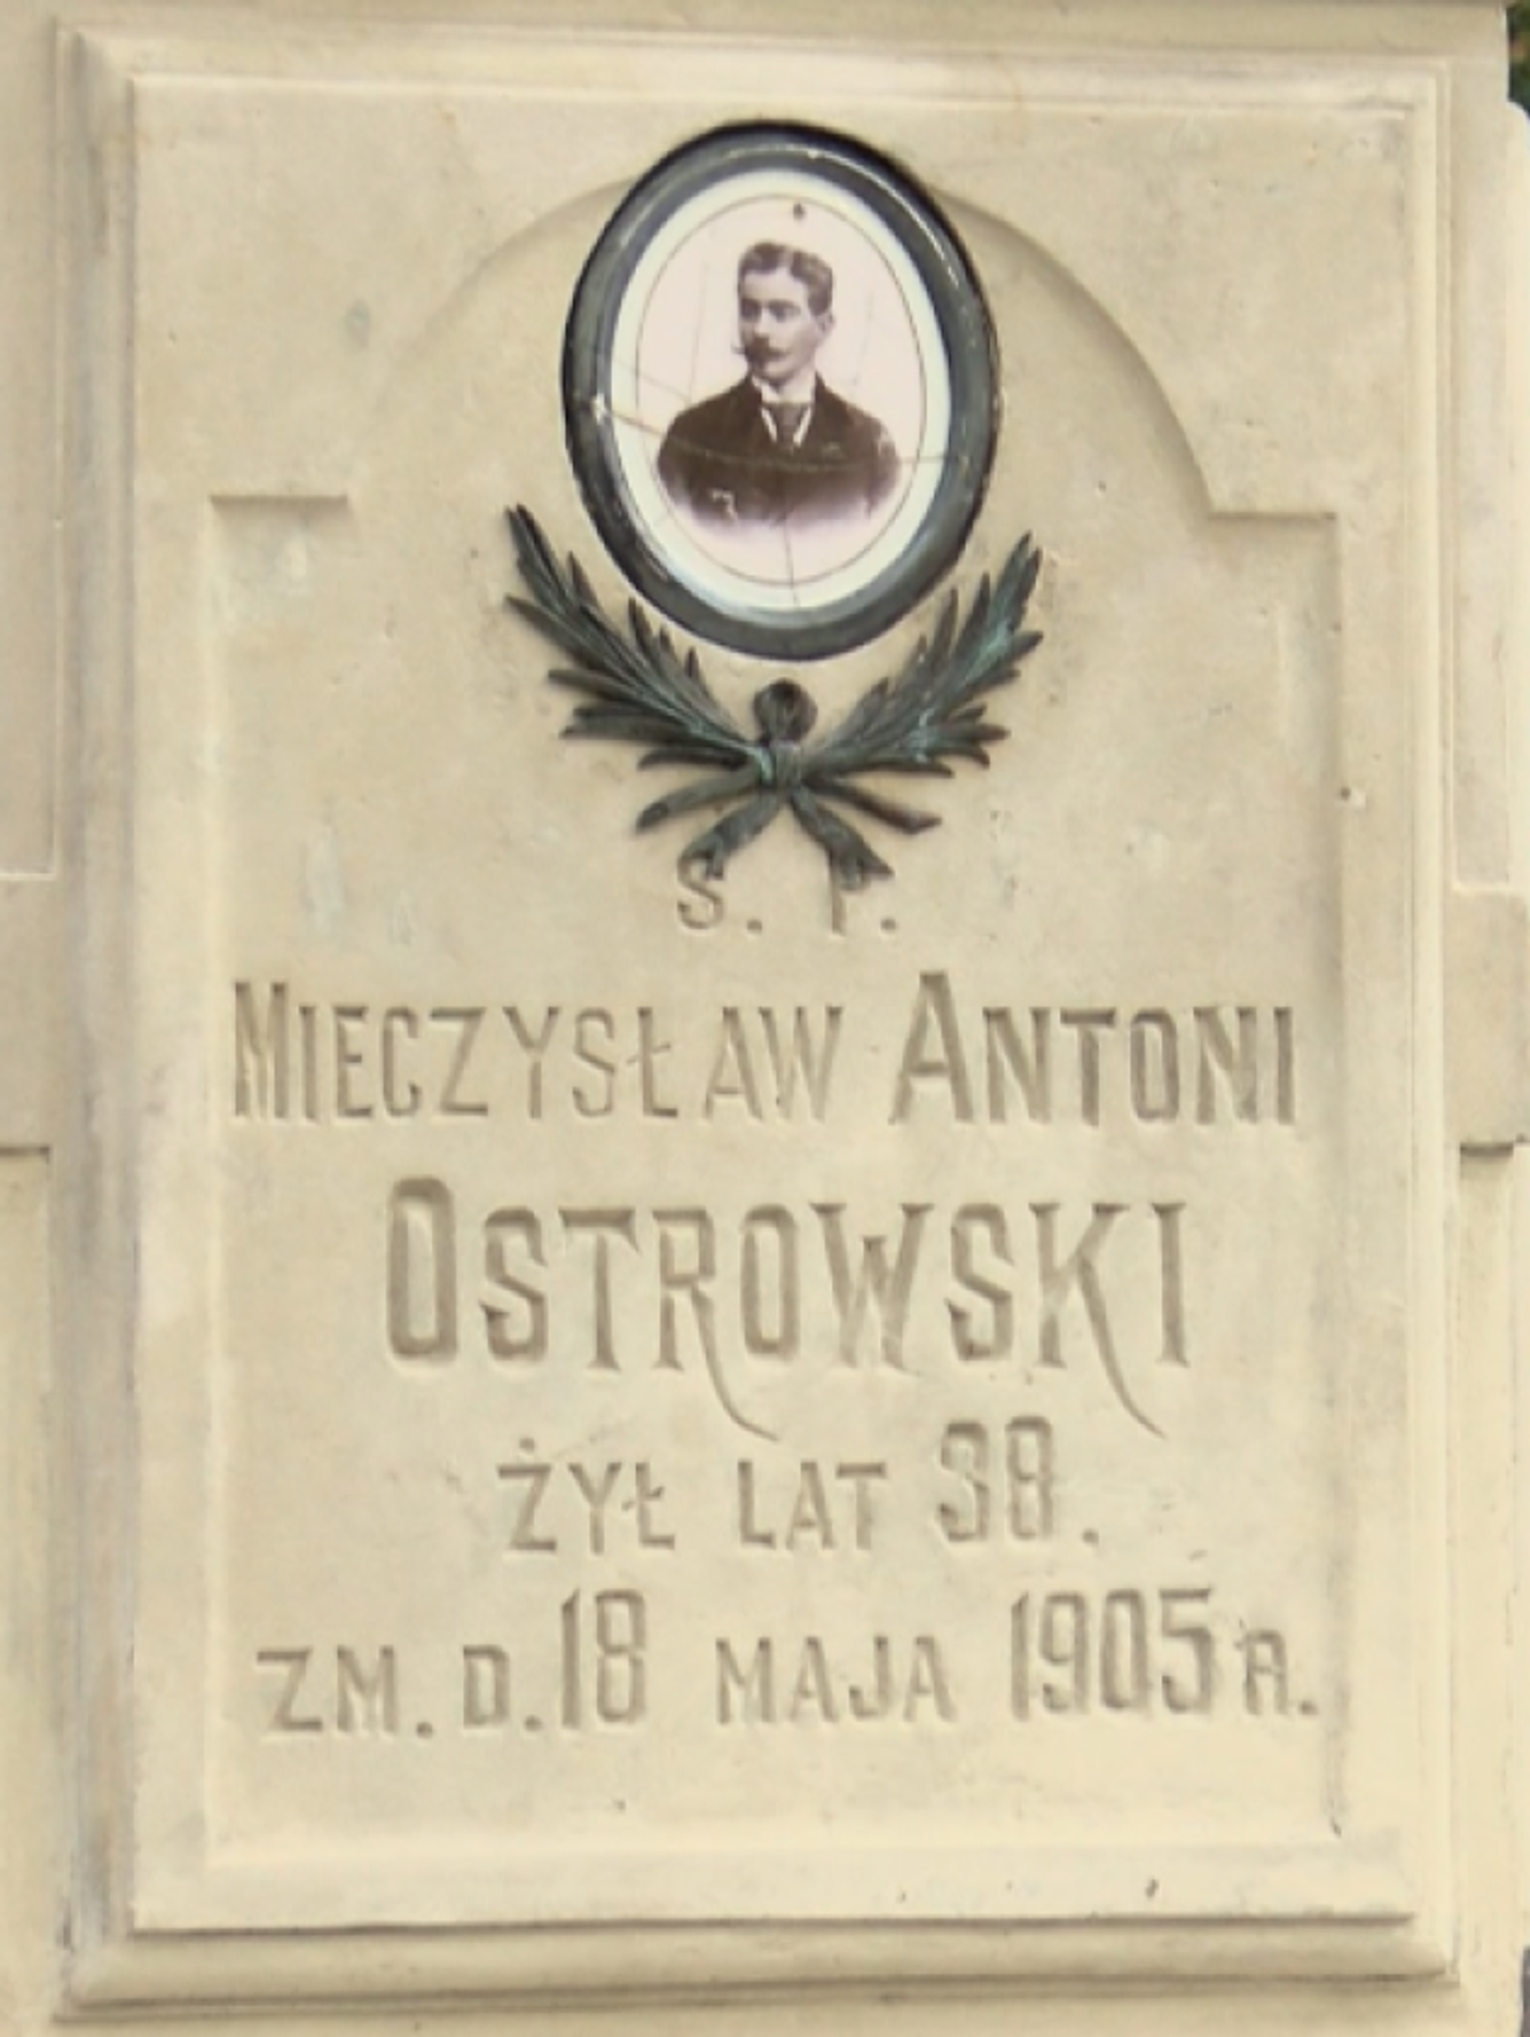 Ś. P.
MIECZYSŁAW ANTONI
OSTROWSKI
ŻYŁ LAT 38.
ZM. D. 18 MAJA 1905 R.